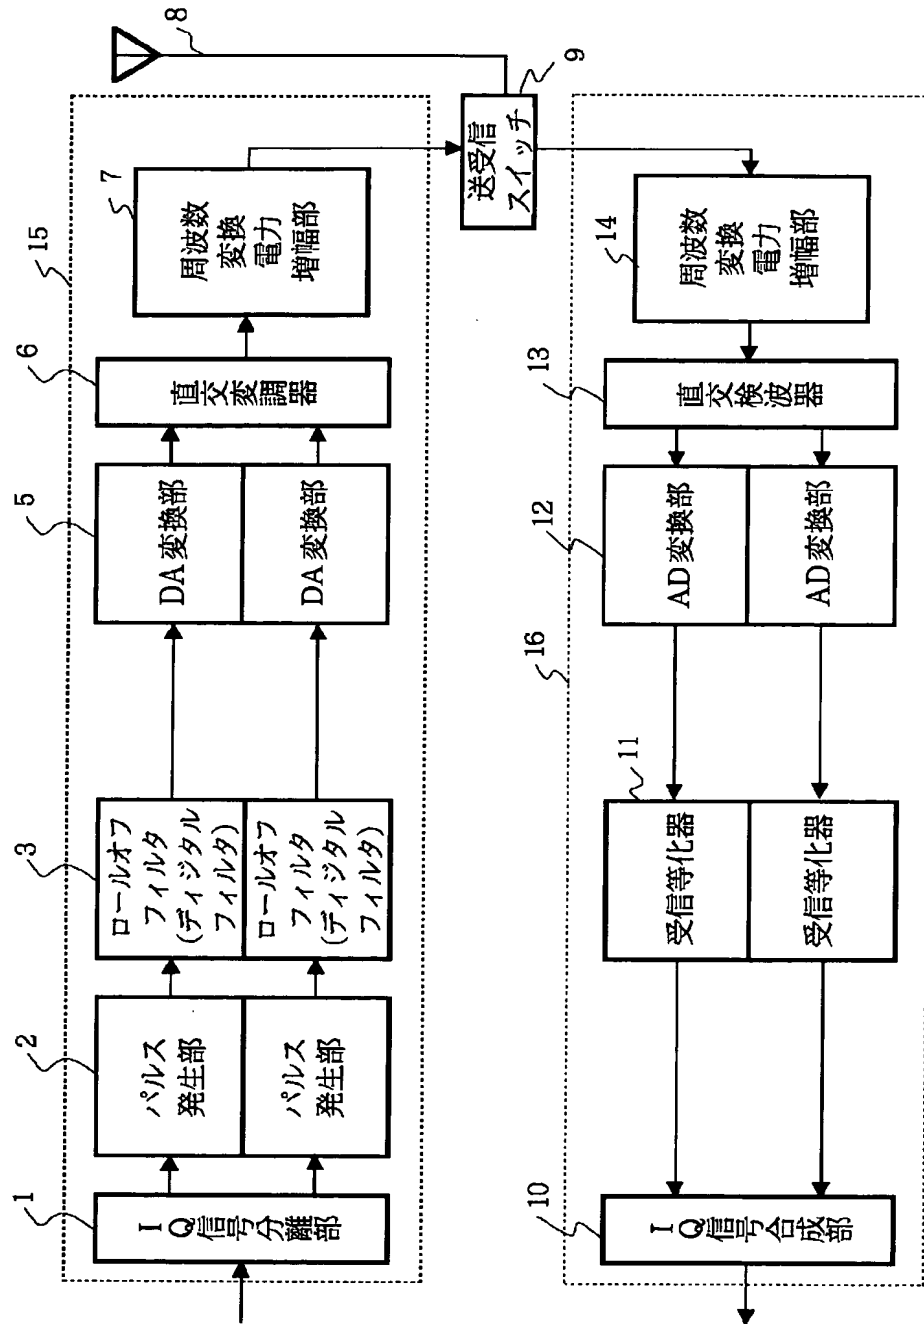 15
1
IQ信号分離部
2
パルス
発生部
パルス
発生部
3
ロールオフ
フィルタ
(ディジタル
フィルタ)
ロールオフ
フィルタ
(ディジタル
フィルタ)
5
DA変換部
DA変換部
6
直交変調器
7
周波数
変換
電力
増幅部
8
9
送受信
スイッチ
16
10
IQ信号合成部
11
受信等化器
受信等化器
12
AD変換部
AD変換部
13
直交検波器
14
周波数
変換
電力
増幅部